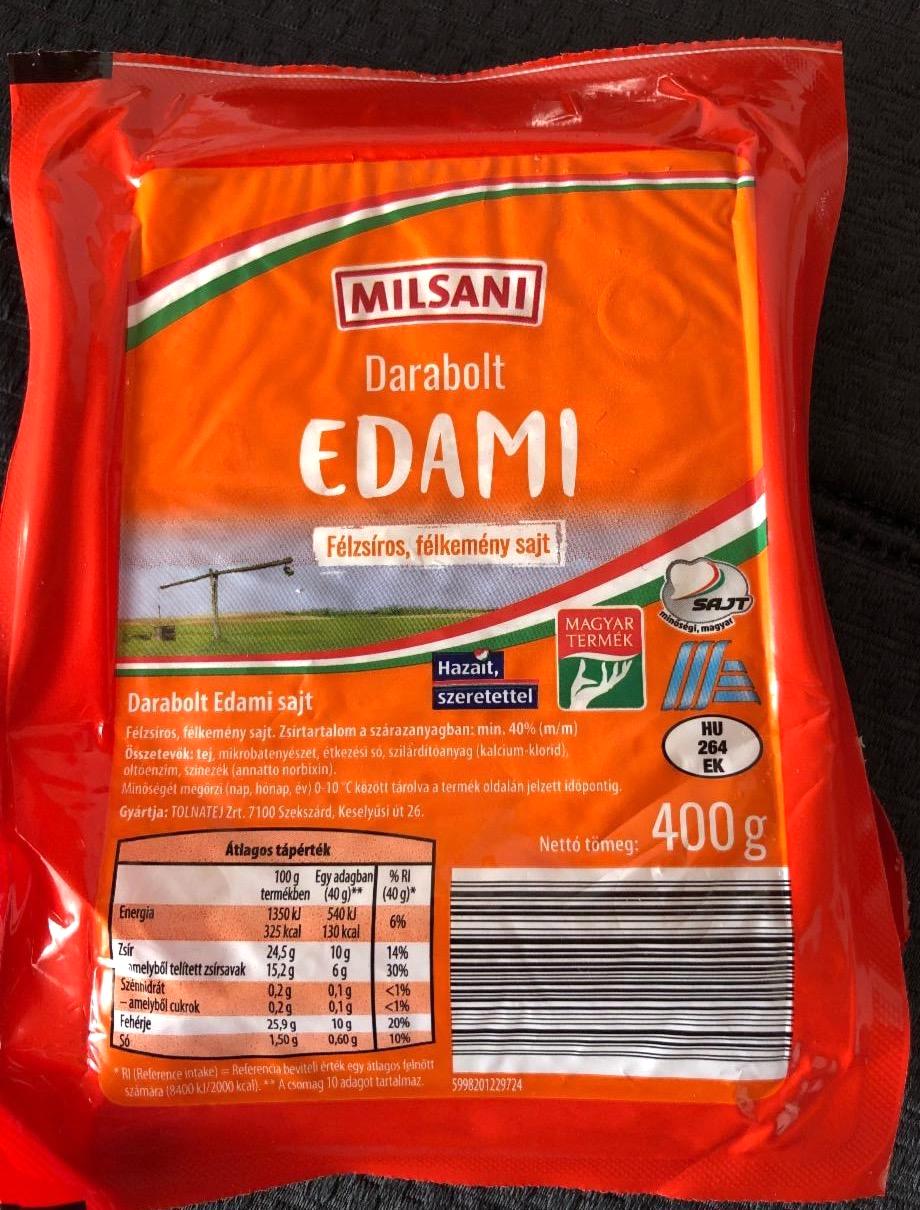 MILSANI
Darabolt
EDAMI
Félzsíros, félkemény sajt
SAJT
minőségi, magyar
MAGYAR
TERMÉK
Hazait,
szeretettel
HU
264
EK
Darabolt Edami sajt
Félzsíros, félkemény sajt. Zsírtartalom a szárazanyagban: min. 40% (m/m)
Összetevők: tej, mikrobatenyészet, étkezési só, szilárdítóanyag (kalcium-klorid),
oltóenzim, színezék (annatto norbixin).
Minőségét megőrzi (nap, hónap, év) 0-10 °C között tárolva a termék oldalán jelzett időpontig.
Gyártja: TOLNATEJ Zrt. 7100 Szekszárd, Keselyűsi út 26.
Nettó tömeg: 400 g
Átlagos tápérték
100 g Egy adagban % RI
termékben (40 g)** (40 g)*
Energia 1350 kJ 540 kJ 6%
325 kcal 130 kcal
Zsír 24,5 g 10 g 14%
- amelyből telített zsírsavak 15,2 g 6 g 30%
Szénhidrát 0,2 g 0,1 g <1%
– amelyből cukrok 0,2 g 0,1 g <1%
Fehérje 25,9 g 10 g 20%
Só 1,50 g 0,60 g 10%
* RI (Reference intake) = Referencia beviteli érték egy átlagos felnőtt
számára (8400 kJ/2000 kcal). ** A csomag 10 adagot tartalmaz.
5998201229724